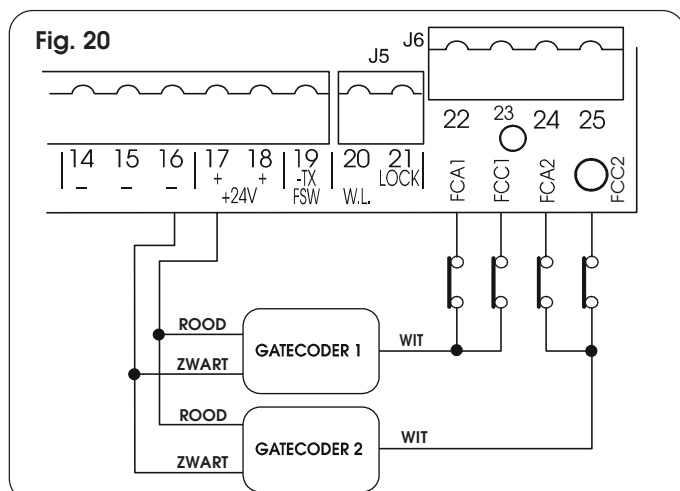 Fig. 20
J5
J6
14 15 16 17 18 19 20 21
– – – + + -TX LOCK
+24V FSW W.L.
22 23 24 25
FCA1 FCC1 FCA2 FCC2
ROOD
GATECODER 1
WIT
ZWART
ROOD
GATECODER 2
WIT
ZWART